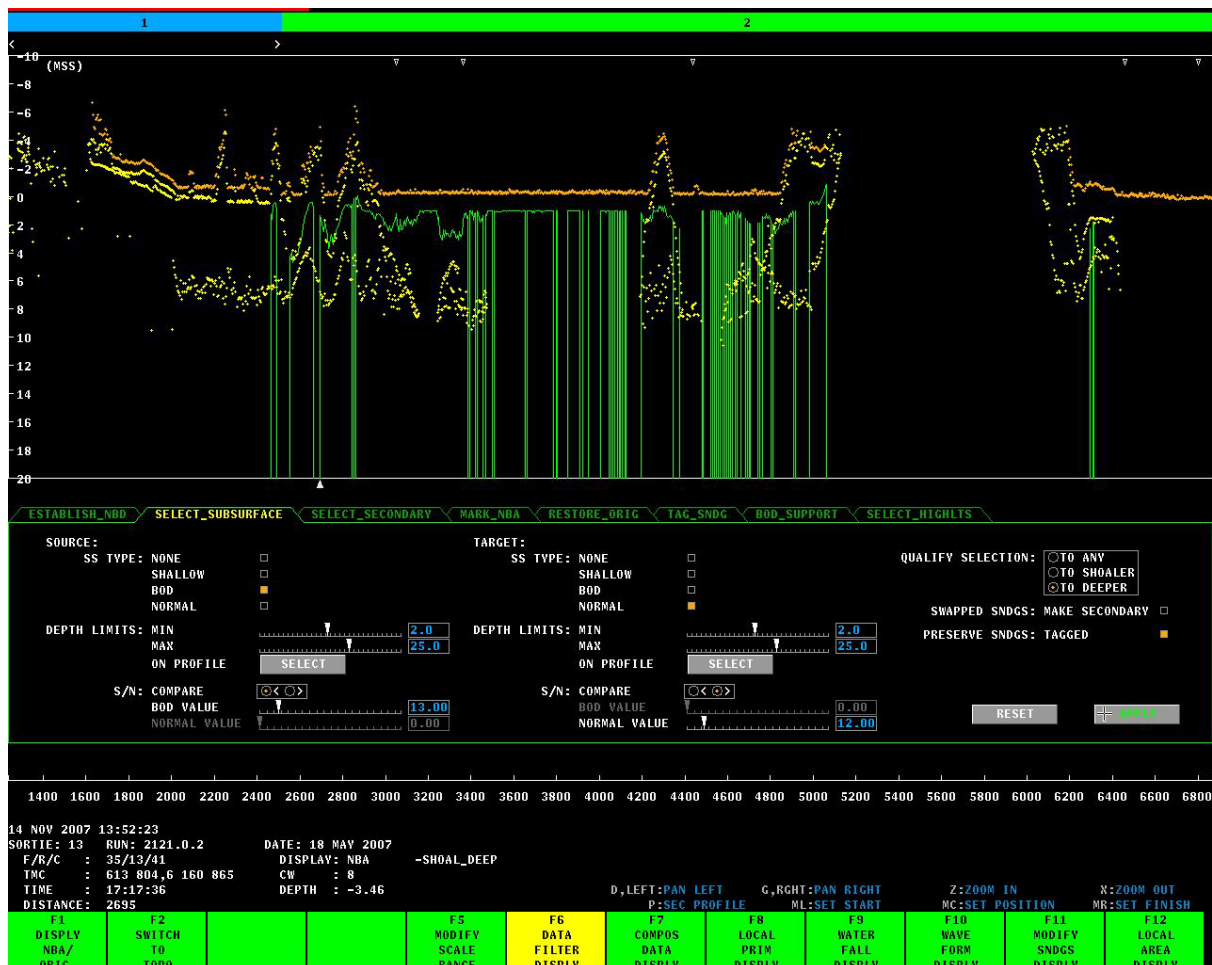 1 2
< >
-10 (MSS)
-8
-6
-4
-2
0
2
4
6
8
10
12
14
16
18
20
ESTABLISH_NBD SELECT_SUBSURFACE SELECT_SECONDARY MARK_NBA RESTORE_ORIG TAG_SNDG BOD_SUPPORT SELECT_HIGHLTS
SOURCE:
SS TYPE: NONE
SHALLOW
BOD
NORMAL
DEPTH LIMITS: MIN 2.0
MAX 25.0
ON PROFILE SELECT
S/N: COMPARE < >
BOD VALUE 13.00
NORMAL VALUE 0.00
TARGET:
SS TYPE: NONE
SHALLOW
BOD
NORMAL
DEPTH LIMITS: MIN 2.0
MAX 25.0
ON PROFILE SELECT
S/N: COMPARE < >
BOD VALUE 0.00
NORMAL VALUE 12.00
QUALIFY SELECTION: TO ANY
TO SHOALER
TO DEEPER
SWAPPED SNDGS: MAKE SECONDARY
PRESERVE SNDGS: TAGGED
RESET APPLY
1400 1600 1800 2000 2200 2400 2600 2800 3000 3200 3400 3600 3800 4000 4200 4400 4600 4800 5000 5200 5400 5600 5800 6000 6200 6400 6600 6800
14 NOV 2007 13:52:23
SORTIE: 13 RUN: 2121.0.2 DATE: 18 MAY 2007
F/R/C : 35/13/41 DISPLAY: NBA -SHOAL_DEEP
TMC : 613 804,6 160 865 CW : 8
TIME : 17:17:36 DEPTH : -3.46
DISTANCE: 2695
D,LEFT:PAN LEFT G,RGHT:PAN RIGHT Z:ZOOM IN X:ZOOM OUT
P:SEC PROFILE ML:SET START MC:SET POSITION MR:SET FINISH
F1 F2 F5 F6 F7 F8 F9 F10 F11 F12
DISPLY SWITCH MODIFY DATA COMPOS LOCAL WATER WAVE MODIFY LOCAL
NBA/ TO SCALE FILTER DATA PRIM FALL FORM SNDGS AREA
ORIG TOPO RANGE DISPLY DISPLY DISPLY DISPLY DISPLY DISPLY DISPLY